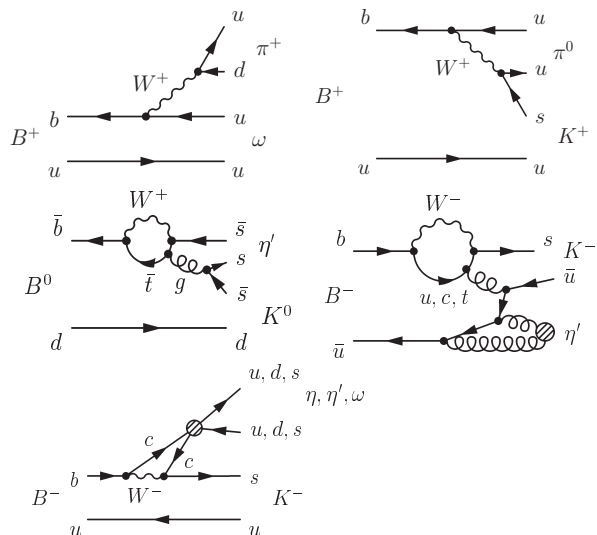 u
π⁺
W⁺
d
b
u
B⁺
ω
u
u
b
u
π⁰
W⁺
u
B⁺
s
K⁺
u
u
W⁺
b̄
s̄
η′
s
t̄
g
s̄
B⁰
K⁰
d
d
W⁻
b
s
K⁻
ū
u, c, t
B⁻
η′
ū
u, d, s
η, η′, ω
u, d, s
c
c
b
s
W⁻
B⁻
K⁻
u
u